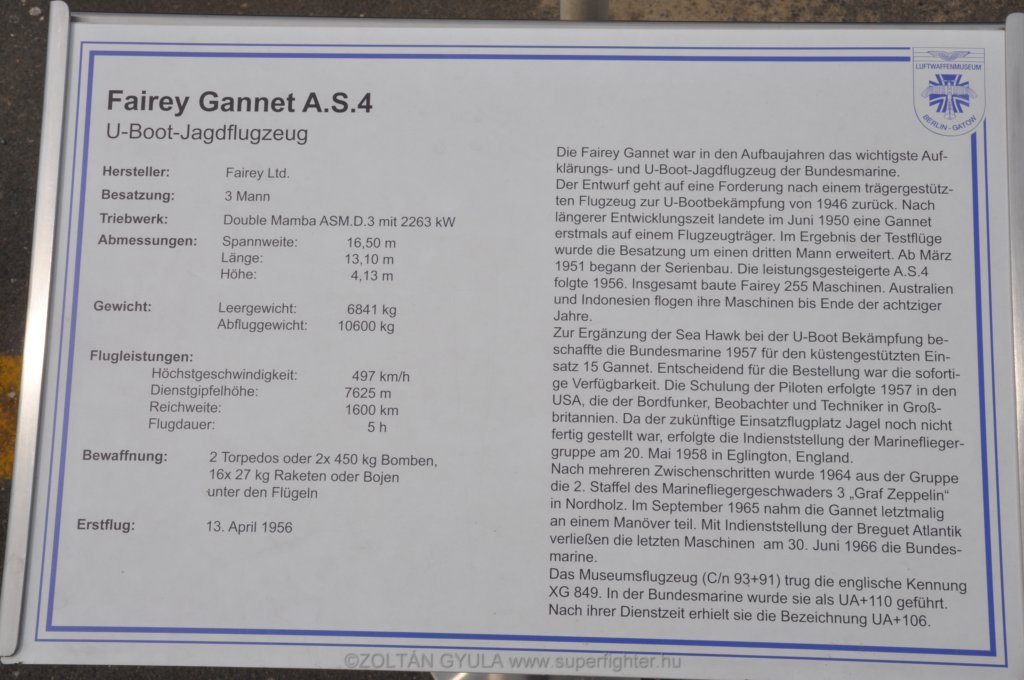 LUFTWAFFENMUSEUM
BERLIN - GATOW
Fairey Gannet A.S.4
U-Boot-Jagdflugzeug
Hersteller: Fairey Ltd.
Besatzung: 3 Mann
Triebwerk: Double Mamba ASM.D.3 mit 2263 kW
Abmessungen: Spannweite: 16,50 m
Länge: 13,10 m
Höhe: 4,13 m
Gewicht: Leergewicht: 6841 kg
Abfluggewicht: 10600 kg
Flugleistungen:
Höchstgeschwindigkeit: 497 km/h
Dienstgipfelhöhe: 7625 m
Reichweite: 1600 km
Flugdauer: 5 h
Bewaffnung: 2 Torpedos oder 2x 450 kg Bomben,
16x 27 kg Raketen oder Bojen
unter den Flügeln
Erstflug: 13. April 1956
Die Fairey Gannet war in den Aufbaujahren das wichtigste Auf-
klärungs- und U-Boot-Jagdflugzeug der Bundesmarine.
Der Entwurf geht auf eine Forderung nach einem trägergestütz-
ten Flugzeug zur U-Bootbekämpfung von 1946 zurück. Nach
längerer Entwicklungszeit landete im Juni 1950 eine Gannet
erstmals auf einem Flugzeugträger. Im Ergebnis der Testflüge
wurde die Besatzung um einen dritten Mann erweitert. Ab März
1951 begann der Serienbau. Die leistungsgesteigerte A.S.4
folgte 1956. Insgesamt baute Fairey 255 Maschinen. Australien
und Indonesien flogen ihre Maschinen bis Ende der achtziger
Jahre.
Zur Ergänzung der Sea Hawk bei der U-Boot Bekämpfung be-
schaffte die Bundesmarine 1957 für den küstengestützten Ein-
satz 15 Gannet. Entscheidend für die Bestellung war die soforti-
ge Verfügbarkeit. Die Schulung der Piloten erfolgte 1957 in den
USA, die der Bordfunker, Beobachter und Techniker in Groß-
britannien. Da der zukünftige Einsatzflugplatz Jagel noch nicht
fertig gestellt war, erfolgte die Indienststellung der Marineflieger-
gruppe am 20. Mai 1958 in Eglington, England.
Nach mehreren Zwischenschritten wurde 1964 aus der Gruppe
die 2. Staffel des Marinefliegergeschwaders 3 „Graf Zeppelin“
in Nordholz. Im September 1965 nahm die Gannet letztmalig
an einem Manöver teil. Mit Indienststellung der Breguet Atlantik
verließen die letzten Maschinen am 30. Juni 1966 die Bundes-
marine.
Das Museumsflugzeug (C/n 93+91) trug die englische Kennung
XG 849. In der Bundesmarine wurde sie als UA+110 geführt.
Nach ihrer Dienstzeit erhielt sie die Bezeichnung UA+106.
©ZOLTÁN GYULA www.superfighter.hu